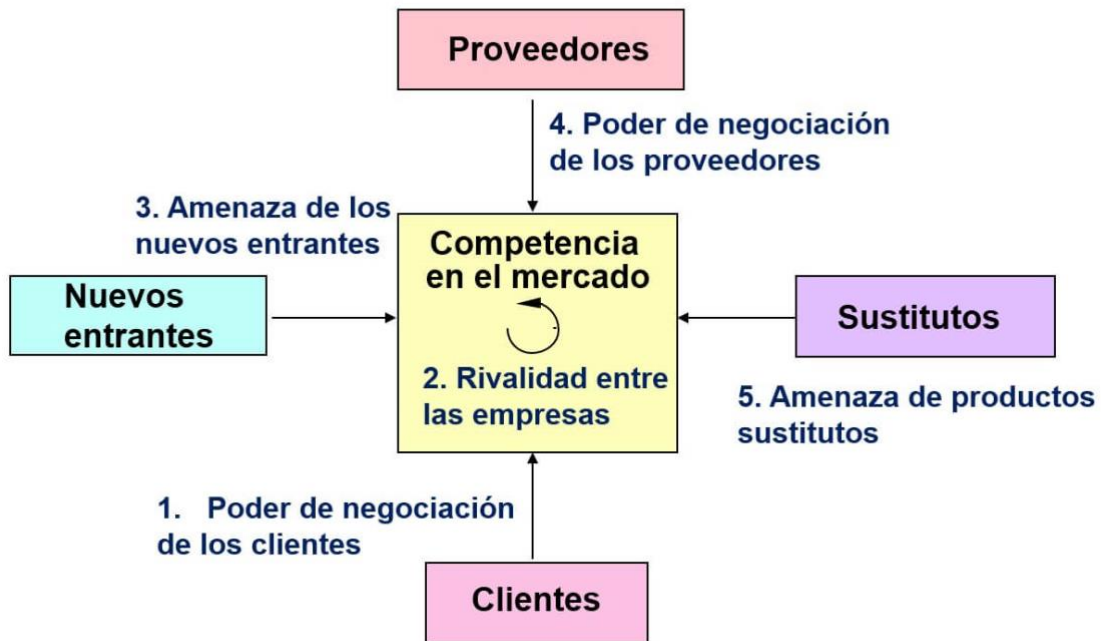 Proveedores
4. Poder de negociación
de los proveedores
3. Amenaza de los
nuevos entrantes
Competencia
en el mercado
Nuevos
entrantes
Sustitutos
2. Rivalidad entre
las empresas
5. Amenaza de productos
sustitutos
1. Poder de negociación
de los clientes
Clientes